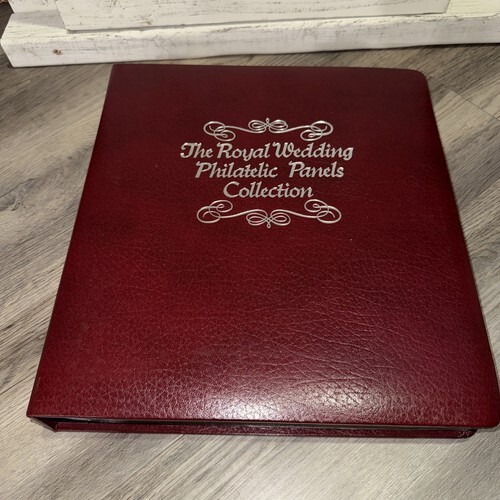 The Royal Wedding
Philatelic Panels
Collection